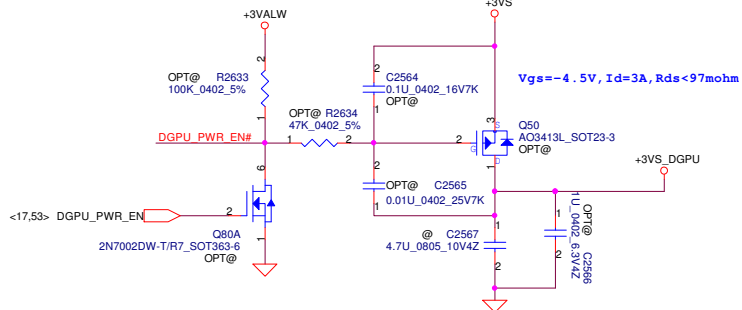 +3VALW
+3VS
2
OPT@ R2633
100K_0402_5%
1
2
C2564
0.1U_0402_16V7K
OPT@
1
Vgs=-4.5V,Id=3A,Rds<97mohm
OPT@ R2634
47K_0402_5%
DGPU_PWR_EN#
1
2
2
G
3
S
D
1
Q50
AO3413L_SOT23-3
OPT@
+3VS_DGPU
6
2
1
OPT@ C2565
0.01U_0402_25V7K
<17,53> DGPU_PWR_EN
2
1
Q80A
2N7002DW-T/R7_SOT363-6
OPT@
@ C2567
4.7U_0805_10V4Z
1
2
1
2
OPT@
1U_0402_6.3V4Z
C2566